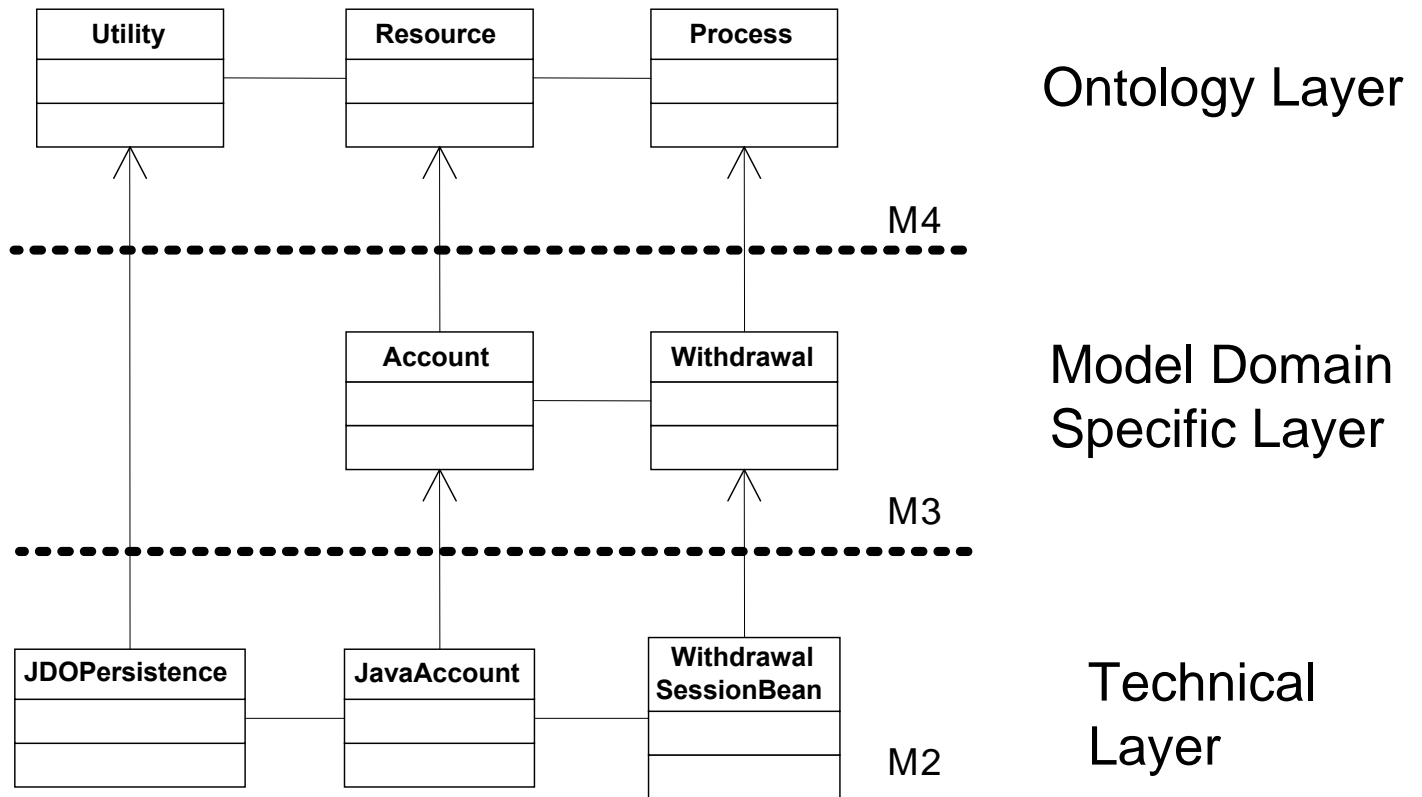 Utility
Resource
Process
Ontology Layer
M4
Account
Withdrawal
Model Domain
Specific Layer
M3
JDOPersistence
JavaAccount
Withdrawal
SessionBean
Technical
Layer
M2